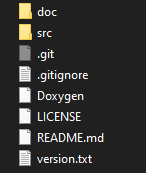 doc
src
.git
.gitignore
Doxygen
LICENSE
README.md
version.txt